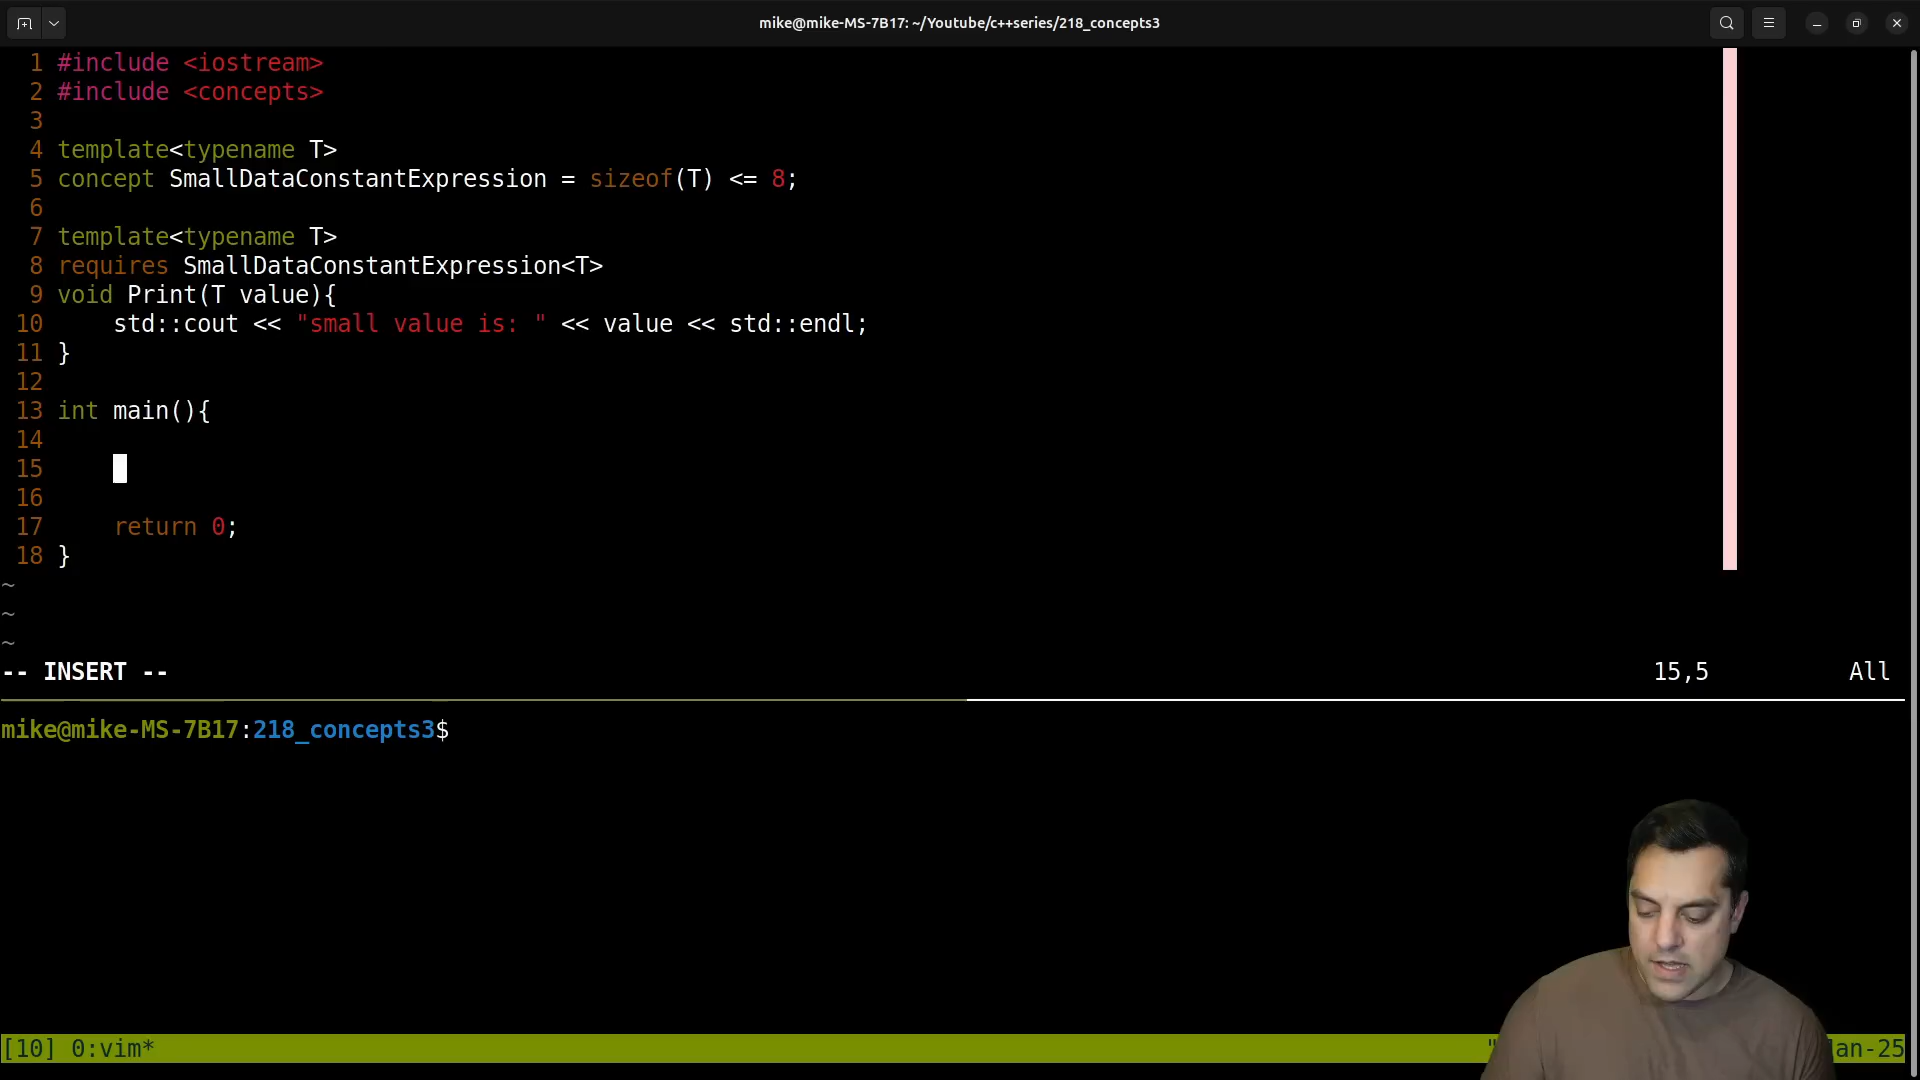 mike@mike-MS-7B17: ~/Youtube/c++series/218_concepts3
1 #include <iostream>
2 #include <concepts>
3
4 template<typename T>
5 concept SmallDataConstantExpression = sizeof(T) <= 8;
6
7 template<typename T>
8 requires SmallDataConstantExpression<T>
9 void Print(T value){
10     std::cout << "small value is: " << value << std::endl;
11 }
12
13 int main(){
14
15
16
17     return 0;
18 }
~
~
~
-- INSERT -- 15,5 All
mike@mike-MS-7B17:218_concepts3$
[10] 0:vim* " an-25